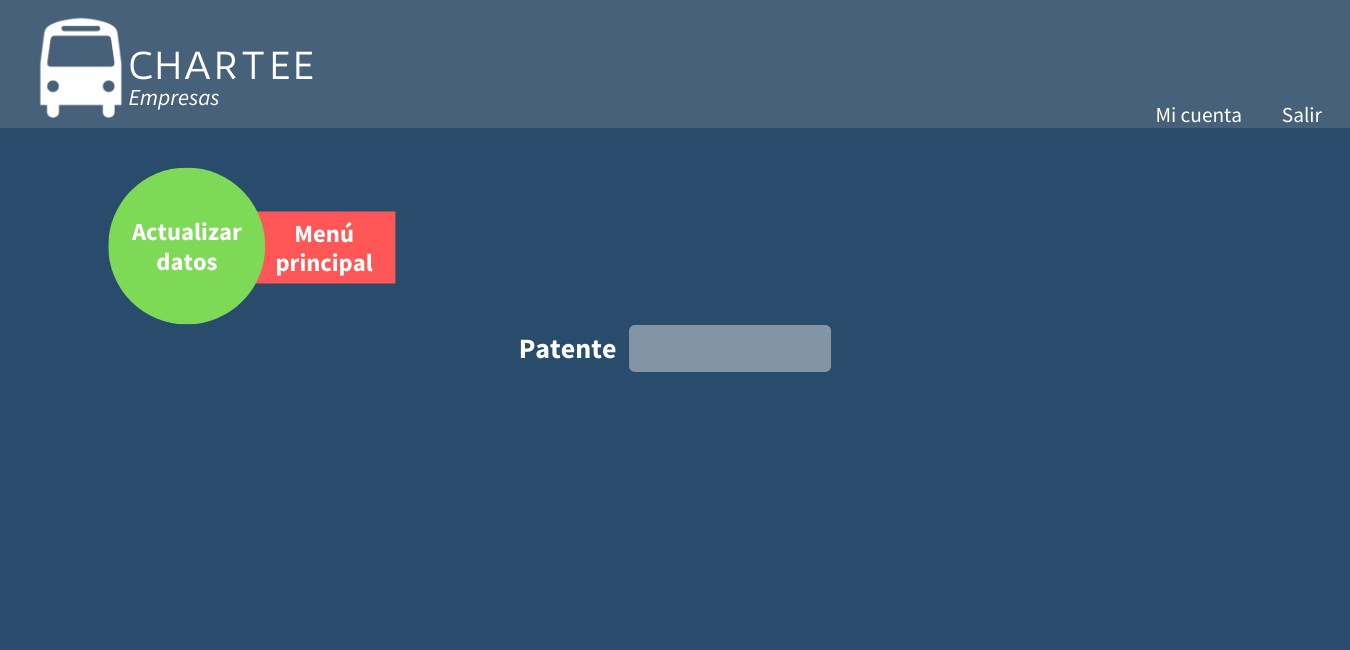 CHARTEE
Empresas
Mi cuenta
Salir
Actualizar
datos
Menú
principal
Patente